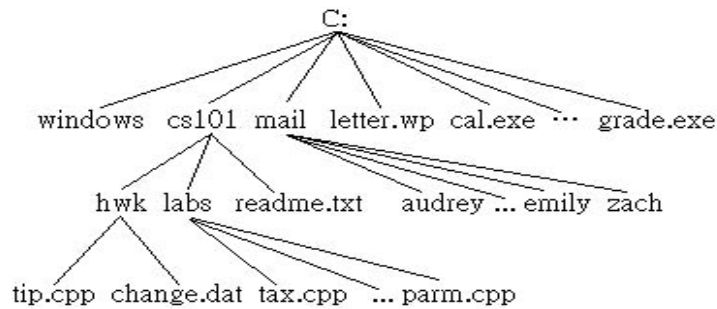 C:
windows cs101 mail letter.wp cal.exe ... grade.exe
hwk labs readme.txt audrey ... emily zach
tip.cpp change.dat tax.cpp ... parm.cpp